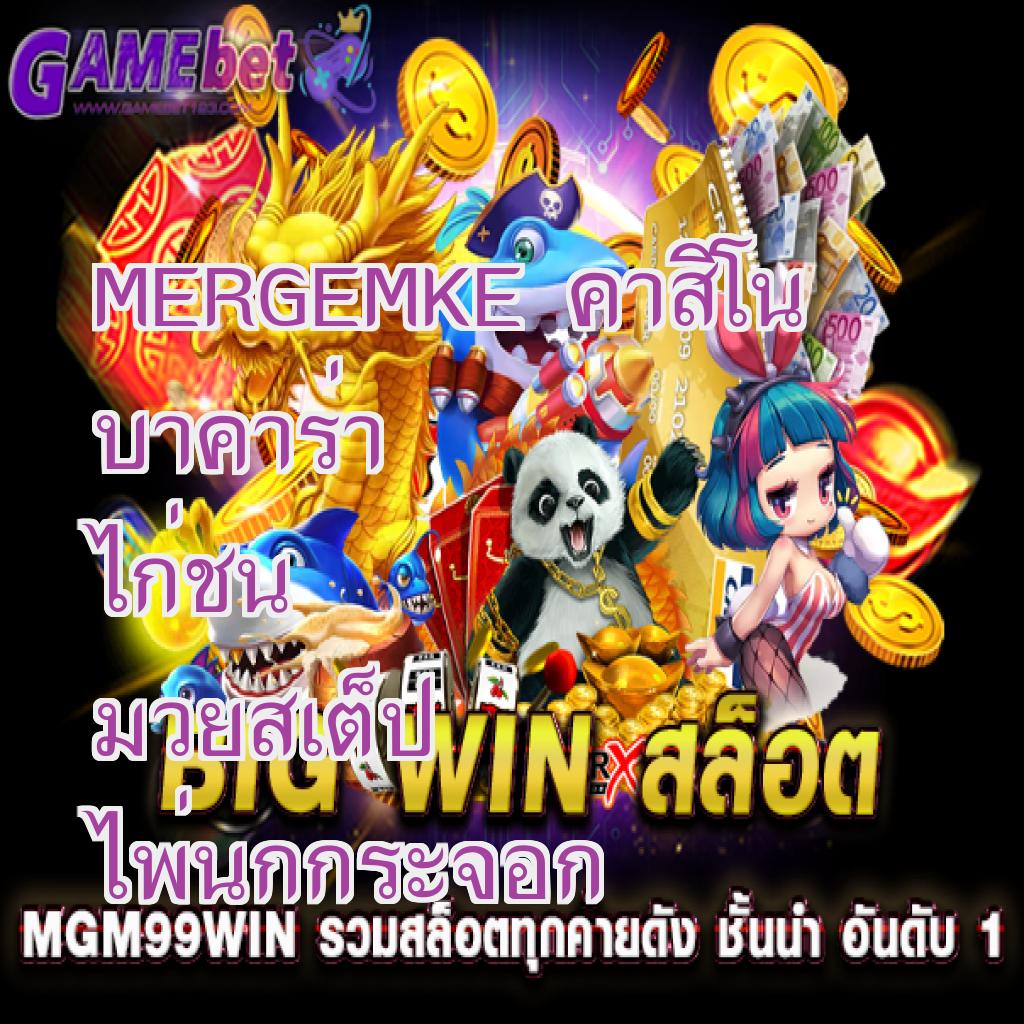 GAMEbet
MERGEMKE คาสิโน
บาคาร่า
ไก่ชน
มวยสเต็ป
ไพ่นกกระจอก
BIG WIN สล็อต
MGM99WIN รวมสล็อตทุกค่ายดัง ชั้นนำ อันดับ 1